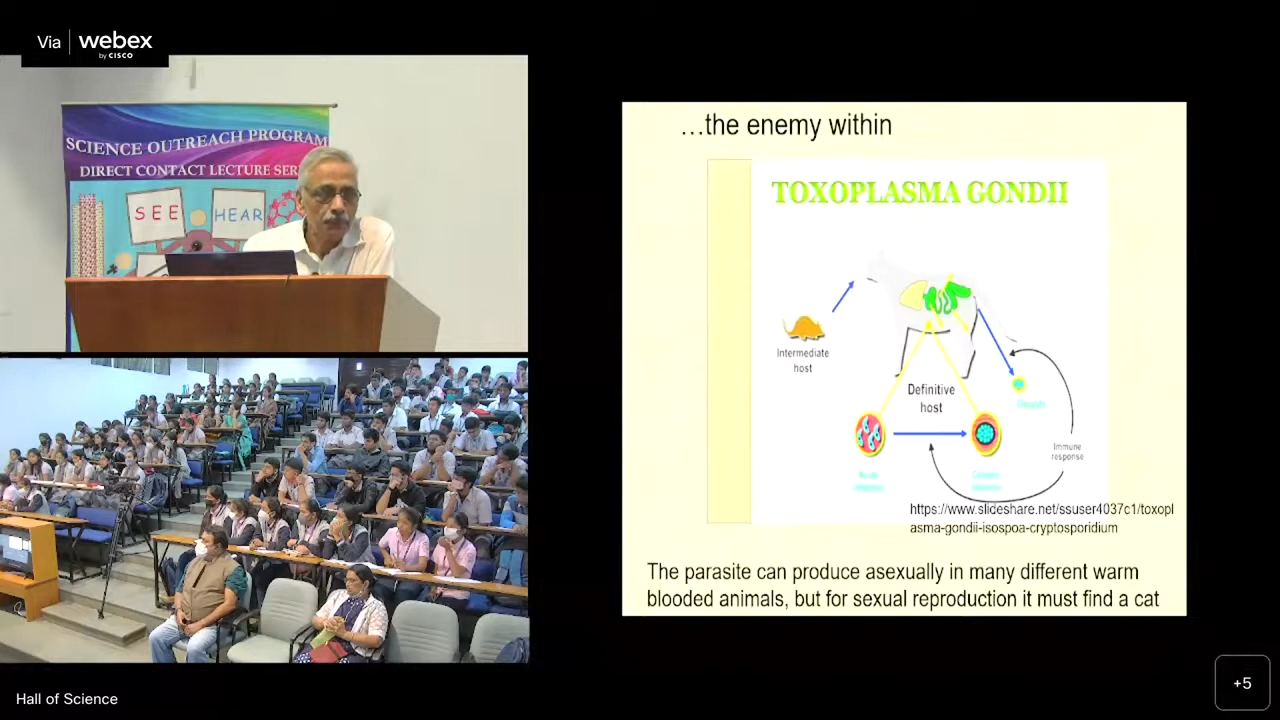 Via webex
by CISCO
SCIENCE OUTREACH PROGRAM
DIRECT CONTACT LECTURE SERI
SEE
HEAR
...the enemy within
TOXOPLASMA GONDII
Intermediate
host
Definitive
host
Immune
response
https://www.slideshare.net/ssuser4037c1/toxopl
asma-gondii-isospoa-cryptosporidium
The parasite can produce asexually in many different warm
blooded animals, but for sexual reproduction it must find a cat
Hall of Science
+5